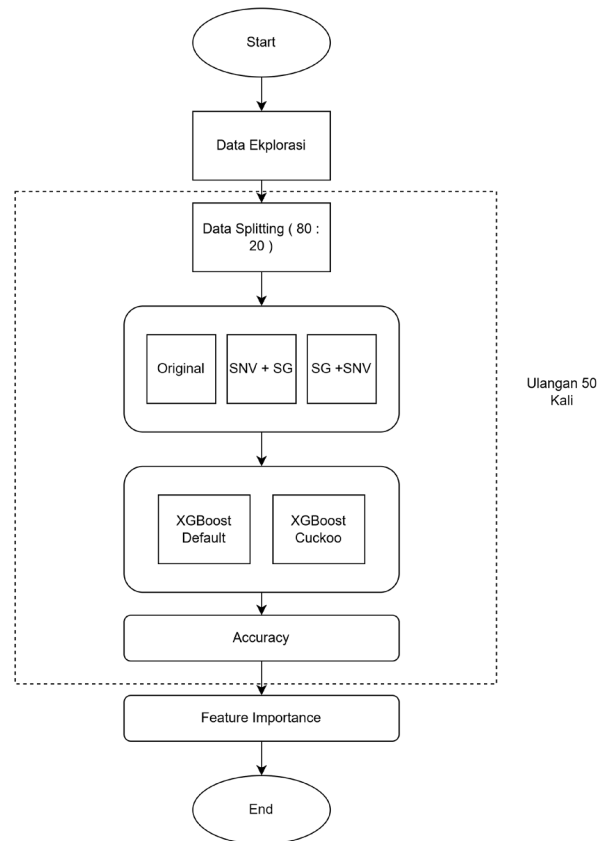 Start
Data Ekplorasi
Data Splitting ( 80 :
20 )
Original
SNV + SG
SG +SNV
Ulangan 50
Kali
XGBoost
Default
XGBoost
Cuckoo
Accuracy
Feature Importance
End